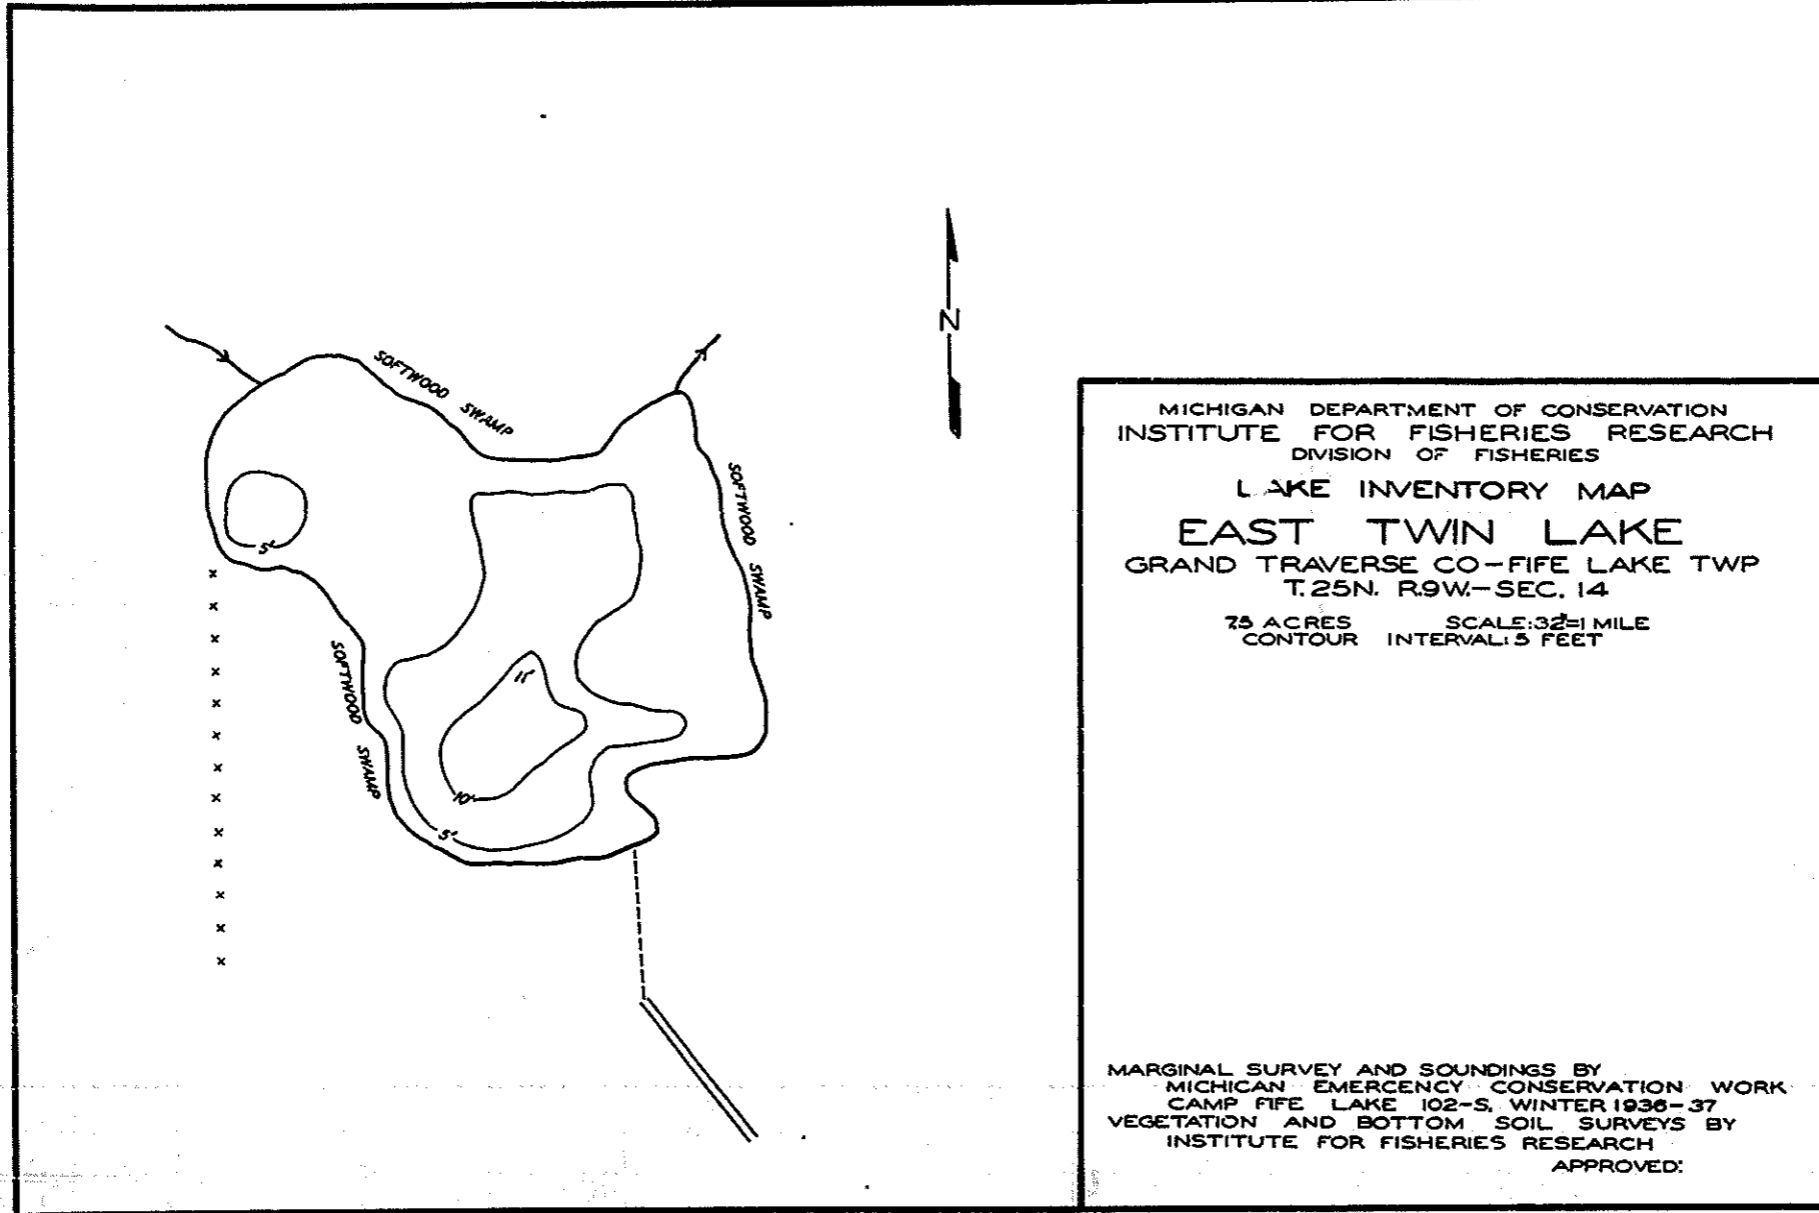 SOFTWOOD SWAMP
N
SOFTWOOD SWAMP
5'
SOFTWOOD SWAMP
15'
10'
5'
MICHIGAN DEPARTMENT OF CONSERVATION
INSTITUTE FOR FISHERIES RESEARCH
DIVISION OF FISHERIES
LAKE INVENTORY MAP
EAST TWIN LAKE
GRAND TRAVERSE CO-FIFE LAKE TWP
T.25N. R.9W.-SEC. 14
7.5 ACRES SCALE:32"=1 MILE
CONTOUR INTERVAL: 5 FEET
MARGINAL SURVEY AND SOUNDINGS BY
MICHIGAN EMERGENCY CONSERVATION WORK
CAMP FIFE LAKE 102-S. WINTER 1936-37
VEGETATION AND BOTTOM SOIL SURVEYS BY
INSTITUTE FOR FISHERIES RESEARCH
APPROVED: